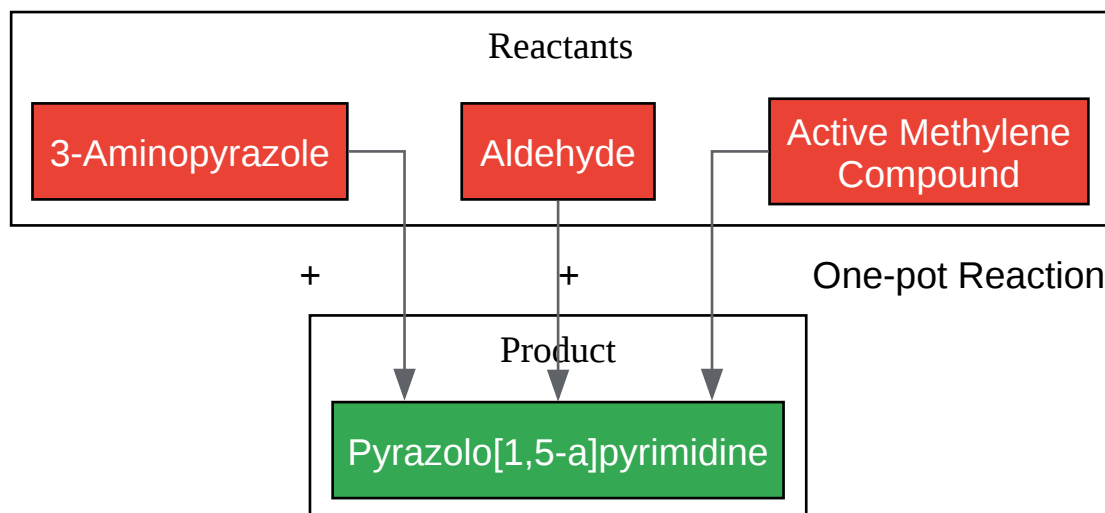 Reactants
3-Aminopyrazole
Aldehyde
Active Methylene
Compound
+
+
One-pot Reaction
Product
Pyrazolo[1,5-a]pyrimidine